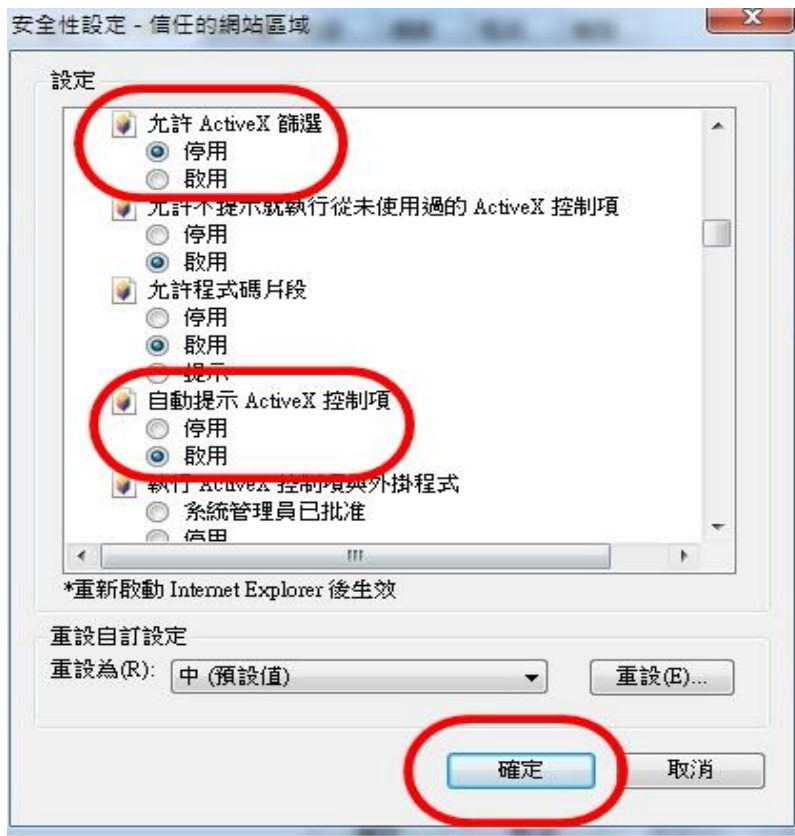 安全性設定 - 信任的網站區域
設定
允許 ActiveX 篩選
停用
啟用
允許不提示就執行從未使用過的 ActiveX 控制項
停用
啟用
允許程式碼片段
停用
啟用
提示
自動提示 ActiveX 控制項
停用
啟用
執行 ActiveX 控制項與外掛程式
系統管理員已批准
停用
*重新啟動 Internet Explorer 後生效
重設自訂設定
重設為(R): 中 (預設值) 重設(E)...
確定 取消